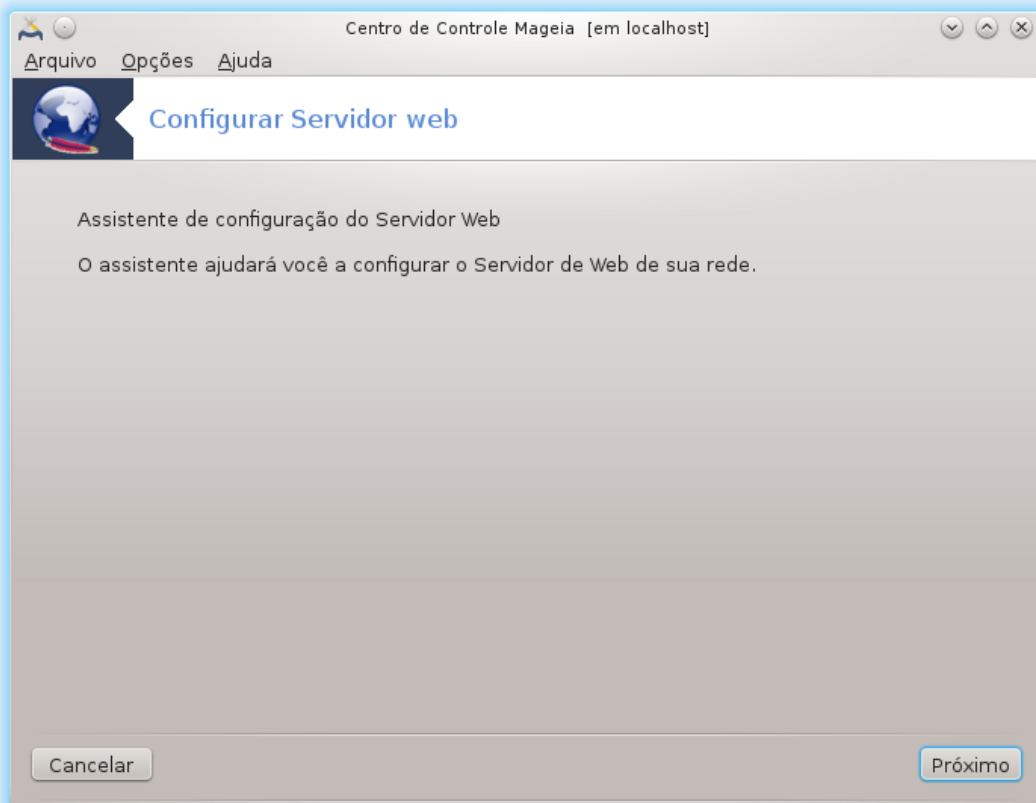 Centro de Controle Mageia [em localhost]
Arquivo Opções Ajuda
Configurar Servidor web
Assistente de configuração do Servidor Web
O assistente ajudará você a configurar o Servidor de Web de sua rede.
Cancelar Próximo